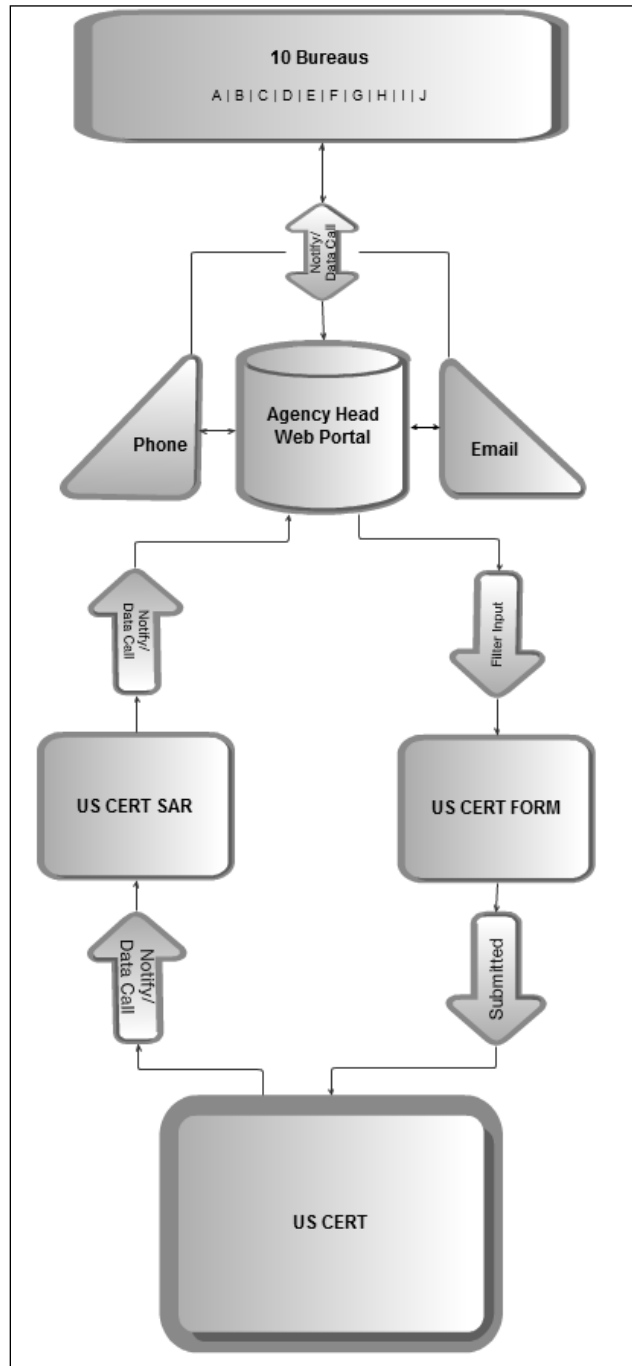 10 Bureaus
A | B | C | D | E | F | G | H | I | J
Notify/
Data Call
Phone
Agency Head
Web Portal
Email
Notify/
Data Call
Filter Input
US CERT SAR
US CERT FORM
Notify/
Data Call
Submitted
US CERT